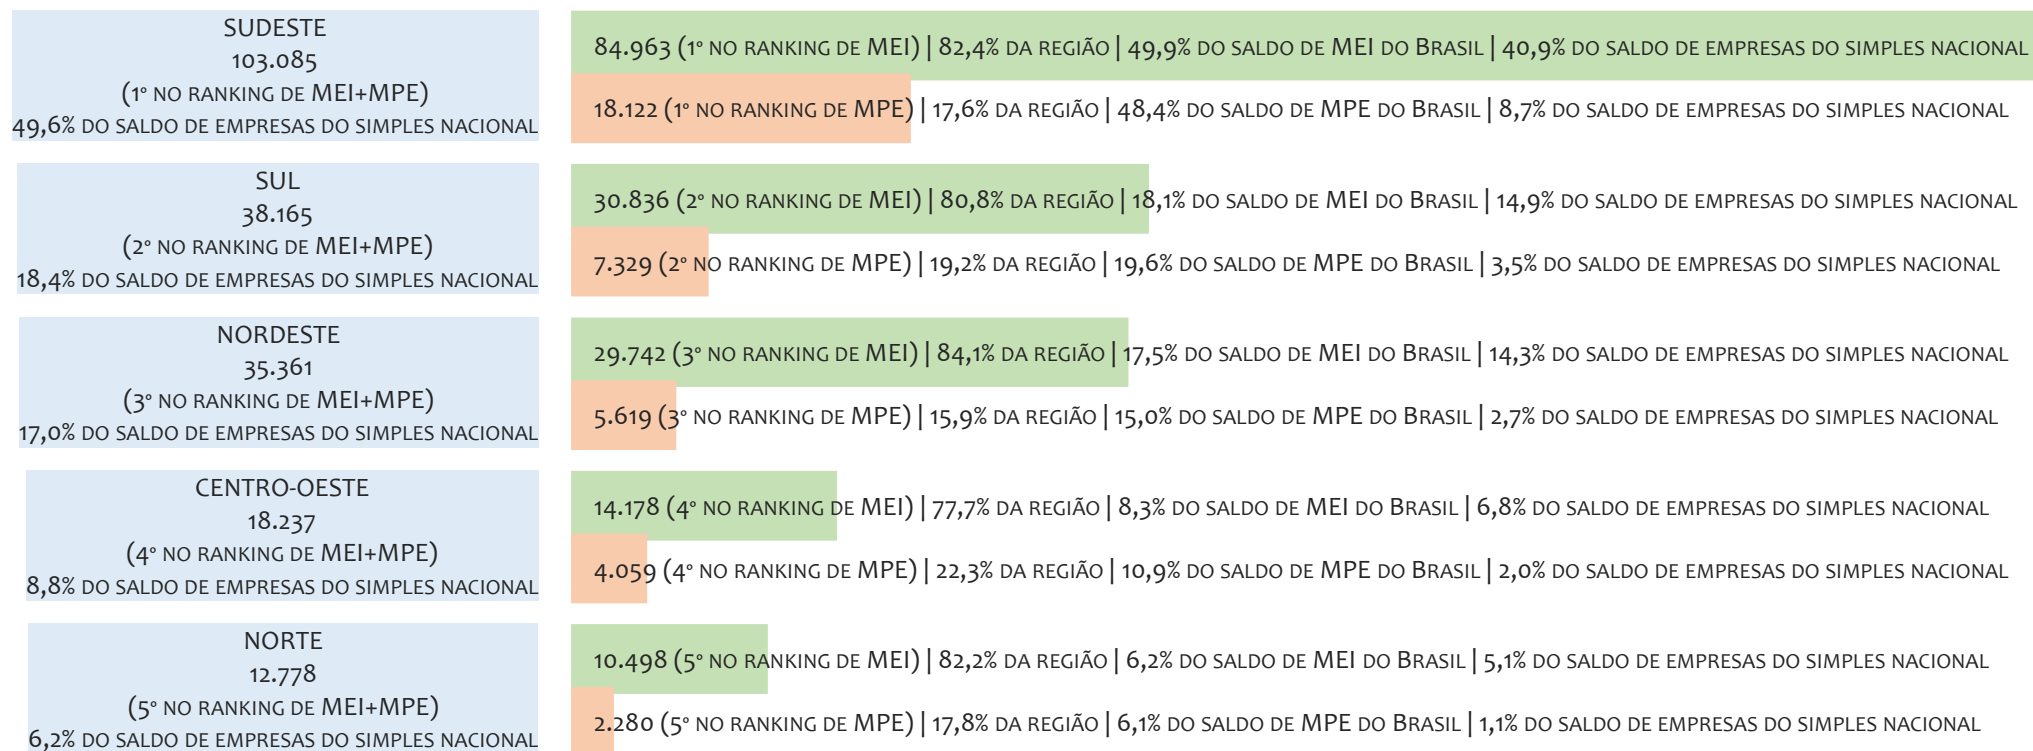 SUDESTE
103.085
(1° NO RANKING DE MEI+MPE)
49,6% DO SALDO DE EMPRESAS DO SIMPLES NACIONAL
84.963 (1° NO RANKING DE MEI) | 82,4% DA REGIÃO | 49,9% DO SALDO DE MEI DO BRASIL | 40,9% DO SALDO DE EMPRESAS DO SIMPLES NACIONAL
18.122 (1° NO RANKING DE MPE) | 17,6% DA REGIÃO | 48,4% DO SALDO DE MPE DO BRASIL | 8,7% DO SALDO DE EMPRESAS DO SIMPLES NACIONAL
SUL
38.165
(2° NO RANKING DE MEI+MPE)
18,4% DO SALDO DE EMPRESAS DO SIMPLES NACIONAL
30.836 (2° NO RANKING DE MEI) | 80,8% DA REGIÃO | 18,1% DO SALDO DE MEI DO BRASIL | 14,9% DO SALDO DE EMPRESAS DO SIMPLES NACIONAL
7.329 (2° NO RANKING DE MPE) | 19,2% DA REGIÃO | 19,6% DO SALDO DE MPE DO BRASIL | 3,5% DO SALDO DE EMPRESAS DO SIMPLES NACIONAL
NORDESTE
35.361
(3° NO RANKING DE MEI+MPE)
17,0% DO SALDO DE EMPRESAS DO SIMPLES NACIONAL
29.742 (3° NO RANKING DE MEI) | 84,1% DA REGIÃO | 17,5% DO SALDO DE MEI DO BRASIL | 14,3% DO SALDO DE EMPRESAS DO SIMPLES NACIONAL
5.619 (3° NO RANKING DE MPE) | 15,9% DA REGIÃO | 15,0% DO SALDO DE MPE DO BRASIL | 2,7% DO SALDO DE EMPRESAS DO SIMPLES NACIONAL
CENTRO-OESTE
18.237
(4° NO RANKING DE MEI+MPE)
8,8% DO SALDO DE EMPRESAS DO SIMPLES NACIONAL
14.178 (4° NO RANKING DE MEI) | 77,7% DA REGIÃO | 8,3% DO SALDO DE MEI DO BRASIL | 6,8% DO SALDO DE EMPRESAS DO SIMPLES NACIONAL
4.059 (4° NO RANKING DE MPE) | 22,3% DA REGIÃO | 10,9% DO SALDO DE MPE DO BRASIL | 2,0% DO SALDO DE EMPRESAS DO SIMPLES NACIONAL
NORTE
12.778
(5° NO RANKING DE MEI+MPE)
6,2% DO SALDO DE EMPRESAS DO SIMPLES NACIONAL
10.498 (5° NO RANKING DE MEI) | 82,2% DA REGIÃO | 6,2% DO SALDO DE MEI DO BRASIL | 5,1% DO SALDO DE EMPRESAS DO SIMPLES NACIONAL
2.280 (5° NO RANKING DE MPE) | 17,8% DA REGIÃO | 6,1% DO SALDO DE MPE DO BRASIL | 1,1% DO SALDO DE EMPRESAS DO SIMPLES NACIONAL